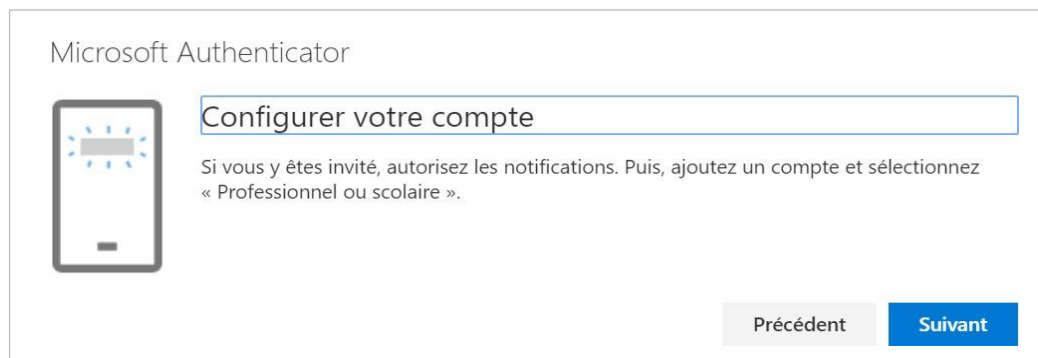 Microsoft Authenticator
Configurer votre compte
Si vous y êtes invité, autorisez les notifications. Puis, ajoutez un compte et sélectionnez
« Professionnel ou scolaire ».
Précédent
Suivant